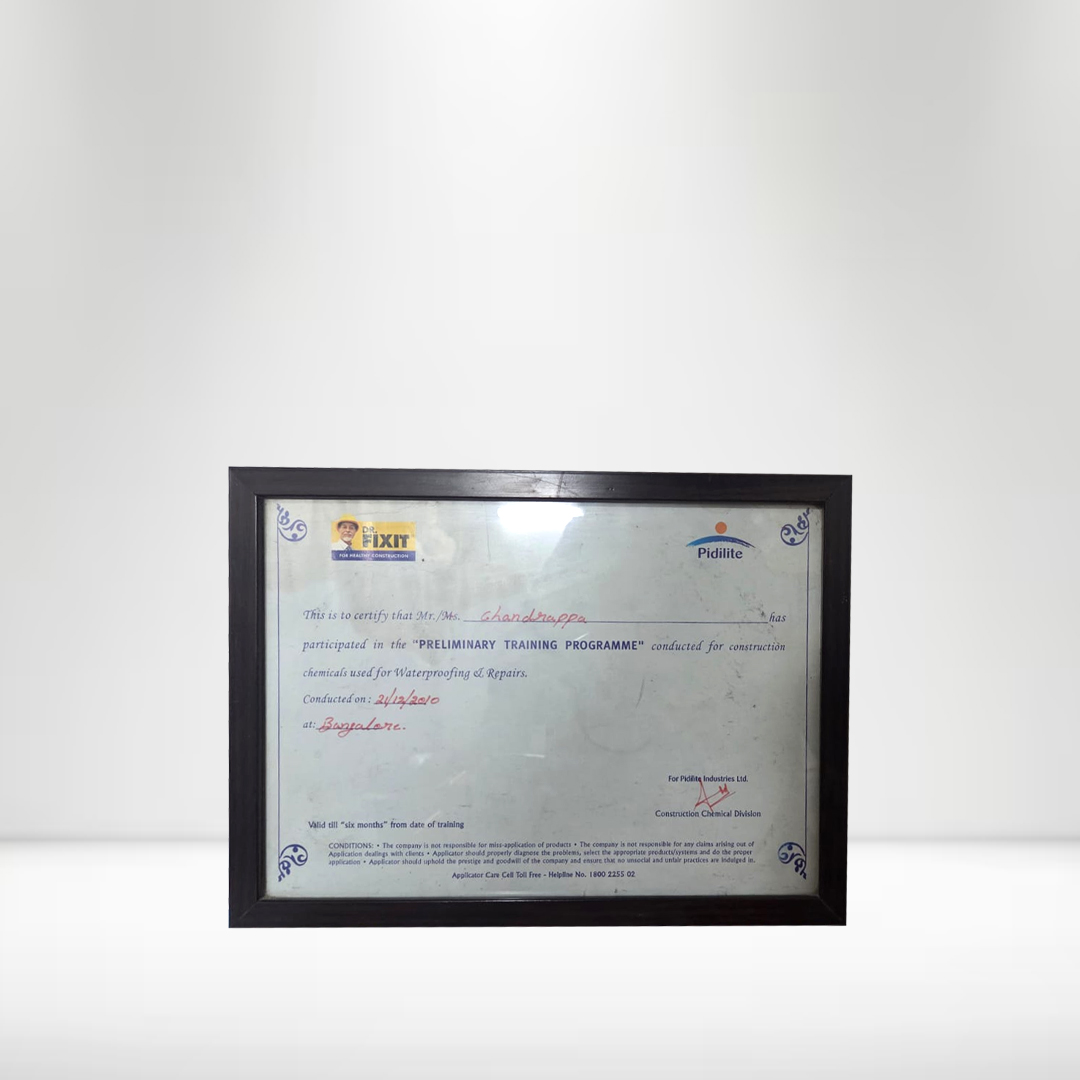 DR.
FIXIT
FOR HEALTHY CONSTRUCTION
Pidilite
This is to certify that Mr./Ms. Chandrappa has
participated in the "PRELIMINARY TRAINING PROGRAMME" conducted for construction
chemicals used for Waterproofing & Repairs.
Conducted on : 21/12/2010
at: Bangalore.
For Pidilite Industries Ltd.
Construction Chemical Division
Valid till "six months" from date of training
CONDITIONS: • The company is not responsible for miss-application of products • The company is not responsible for any claims arising out of
Application dealings with clients • Applicator should properly diagnose the problems, select the appropriate products/systems and do the proper
application • Applicator should uphold the prestige and goodwill of the company and ensure that no unsocial and unfair practices are indulged in.
Applicator Care Cell Toll Free - Helpline No. 1800 2255 02